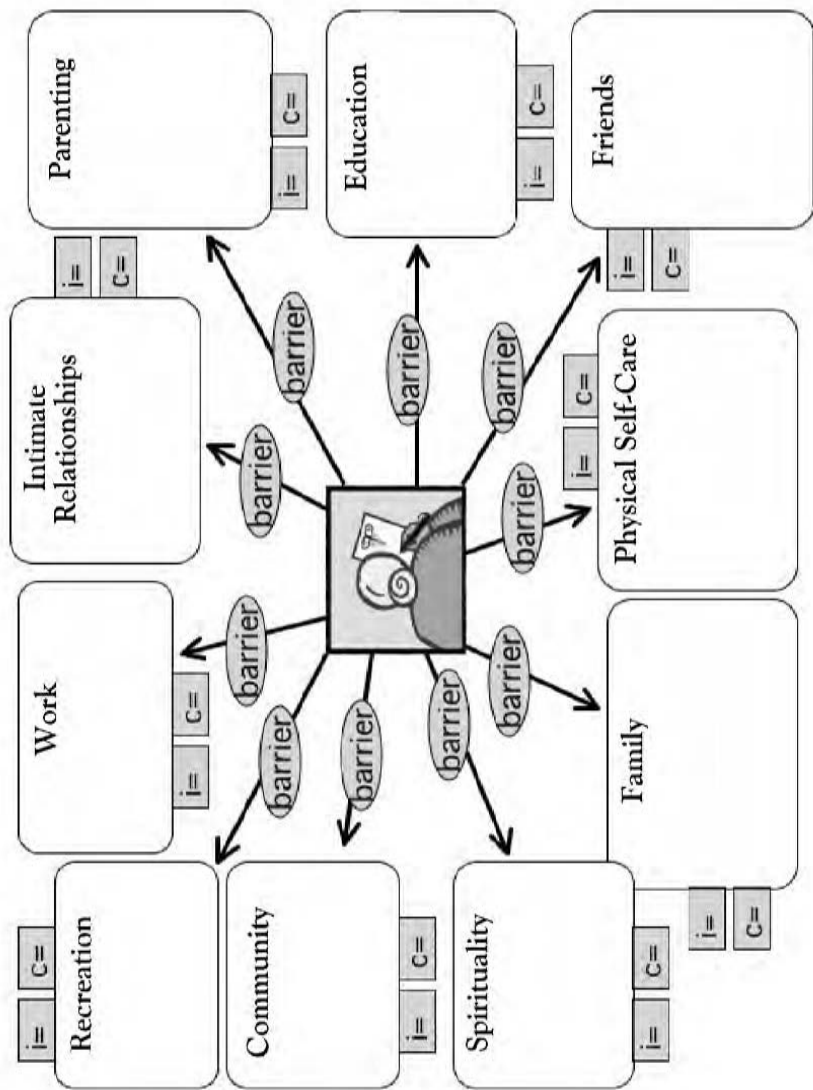 i= C=
Recreation
Work
i= C=
Intimate
Relationships
i=
C=
Parenting
i= C=
barrier
barrier
barrier
barrier
Community
i= C=
barrier
barrier
Education
i= C=
Spirituality
i= C=
barrier
barrier
barrier
barrier
Family
i=
C=
i= C=
Physical Self-Care
Friends
i=
C=